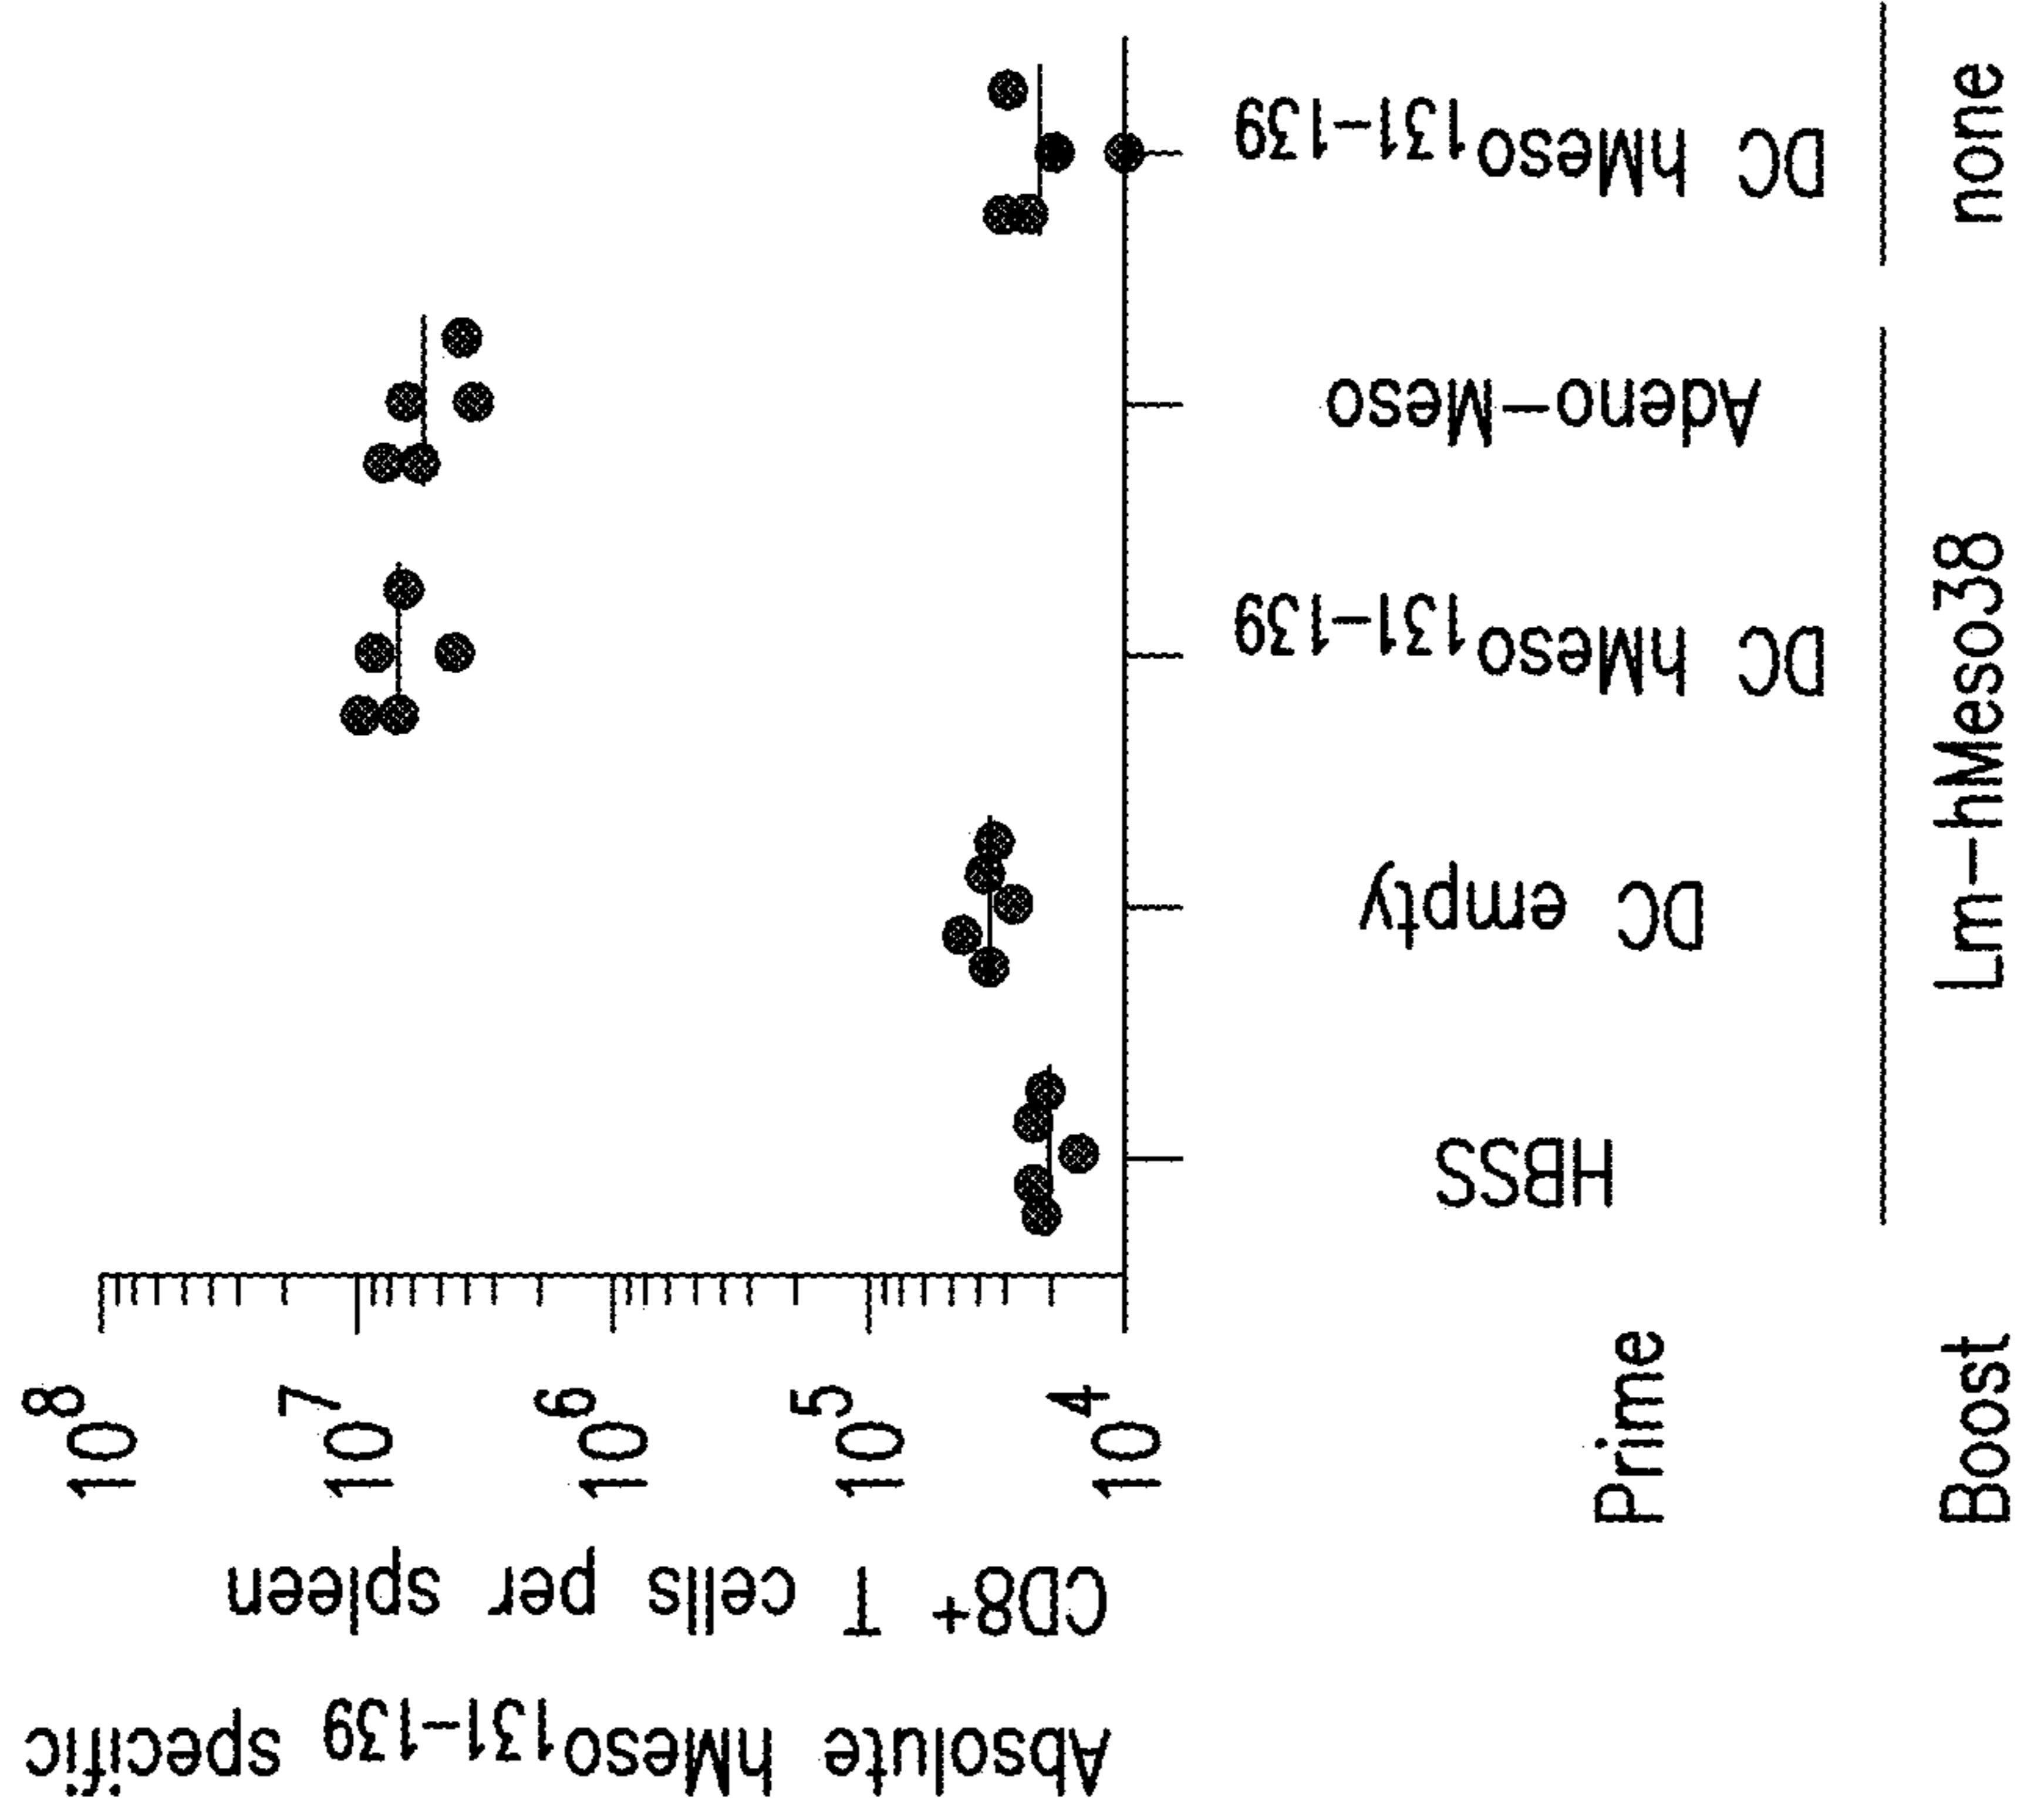 Absolute hMeso131-139 specific
CD8+ T cells per spleen
10^8
10^7
10^6
10^5
10^4
Prime
HBSS
DC empty
DC hMeso131-139
Adeno-Meso
DC hMeso131-139
Boost
Lm-hMeso38
none